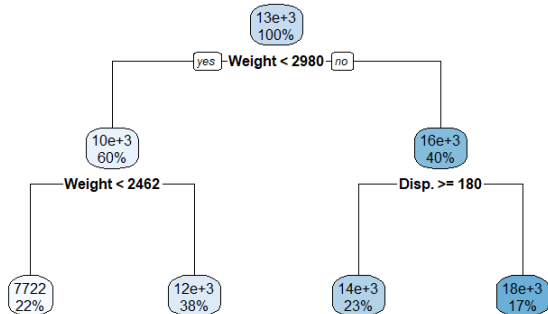 13e+3
100%
yes Weight < 2980 no
10e+3
60%
16e+3
40%
Weight < 2462
Disp. >= 180
7722
22%
12e+3
38%
14e+3
23%
18e+3
17%